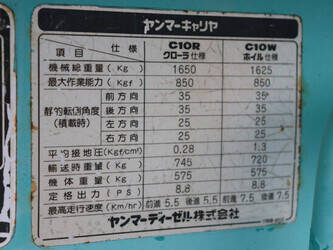 ヤンマーキャリヤ
項目 仕様 C10R クローラ仕様 C10W ホイル仕様
機械総重量(Kg) 1650 1625
最大作業能力(Kgf) 850 850
静的転倒角度(積載時) 前方向 35 35
後方向 35 35
左方向 25 25
右方向 25 25
平均接地圧(Kgf/cm²) 0.28 1.3
輸送時重量(Kg) 745 720
機体重量(Kg) 575 575
定格出力(PS) 8.8 8.8
最高走行速度(Km/hr) 前進 5.5 後進 5.5 前進 7.5 後進 7.5
ヤンマーディーゼル株式会社